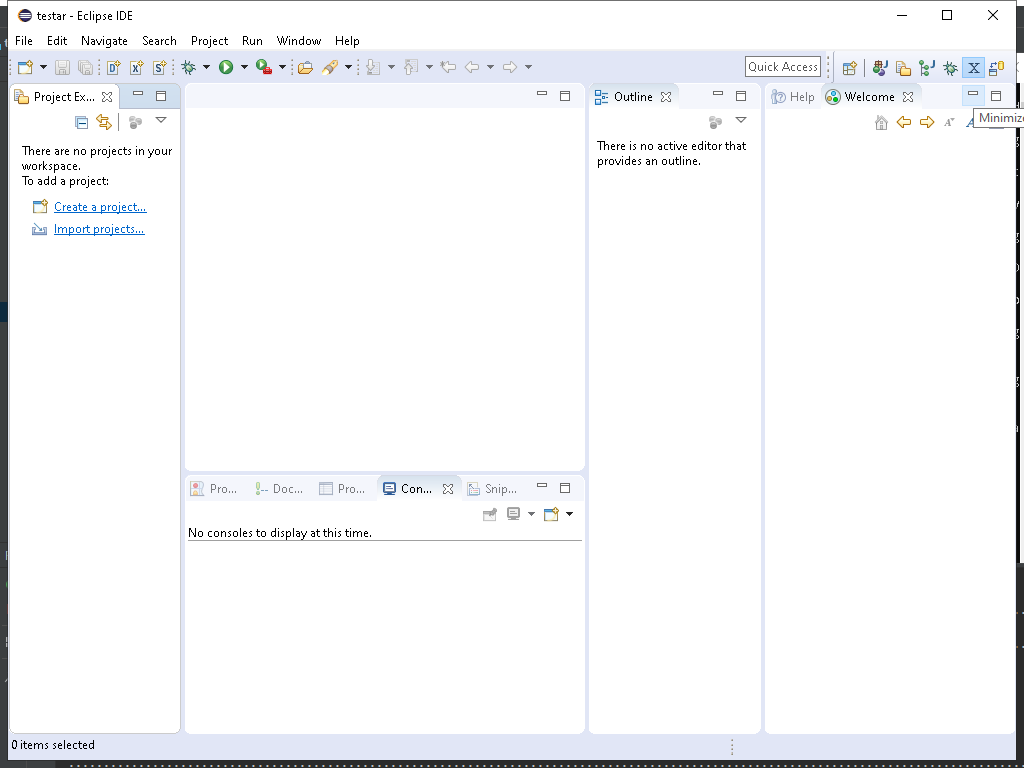 testar - Eclipse IDE
File Edit Navigate Search Project Run Window Help
Quick Access
Project Ex...
Outline
Help
Welcome
Minimize
There are no projects in your
workspace.
To add a project:
Create a project...
Import projects...
There is no active editor that
provides an outline.
Pro...
Doc...
Pro...
Con...
Snip...
No consoles to display at this time.
0 items selected